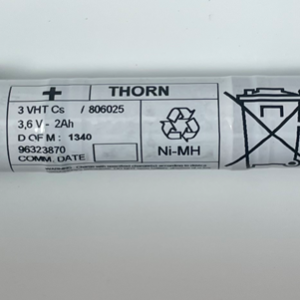 + THORN
3 VHT Cs / 806025
3,6 V - 2Ah
D OF M : 1340
96323870
COMM. DATE
Ni-MH